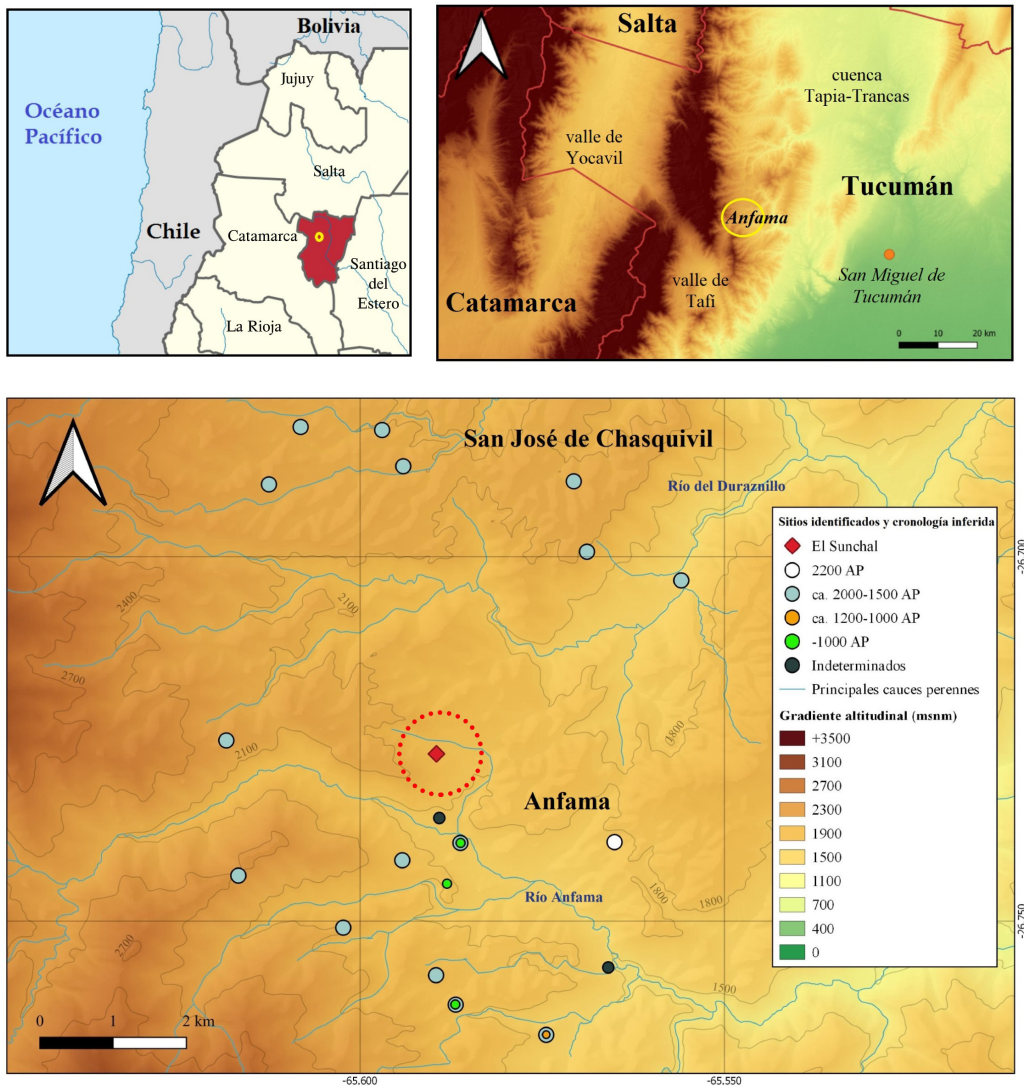 Bolivia
Jujuy
Océano
Pacífico
Salta
Chile
Catamarca
Santiago
del
Estero
La Rioja
Salta
cuenca
Tapia-Trancas
valle de
Yocavil
Tucumán
Anfama
valle de
Tafí
San Miguel de
Tucumán
Catamarca
0 10 20 km
San José de Chasquivil
Río del Duraznillo
Sitios identificados y cronología inferida
El Sunchal
2200 AP
ca. 2000-1500 AP
ca. 1200-1000 AP
-1000 AP
Indeterminados
Principales cauces perennes
Gradiente altitudinal (msnm)
+3500
3100
2700
2300
1900
1500
1100
700
400
0
-26.700
2400
2100
2700
2100
1800
Anfama
Río Anfama
1800
1800
2700
1500
-26.750
0 1 2 km
-65.600
-65.550